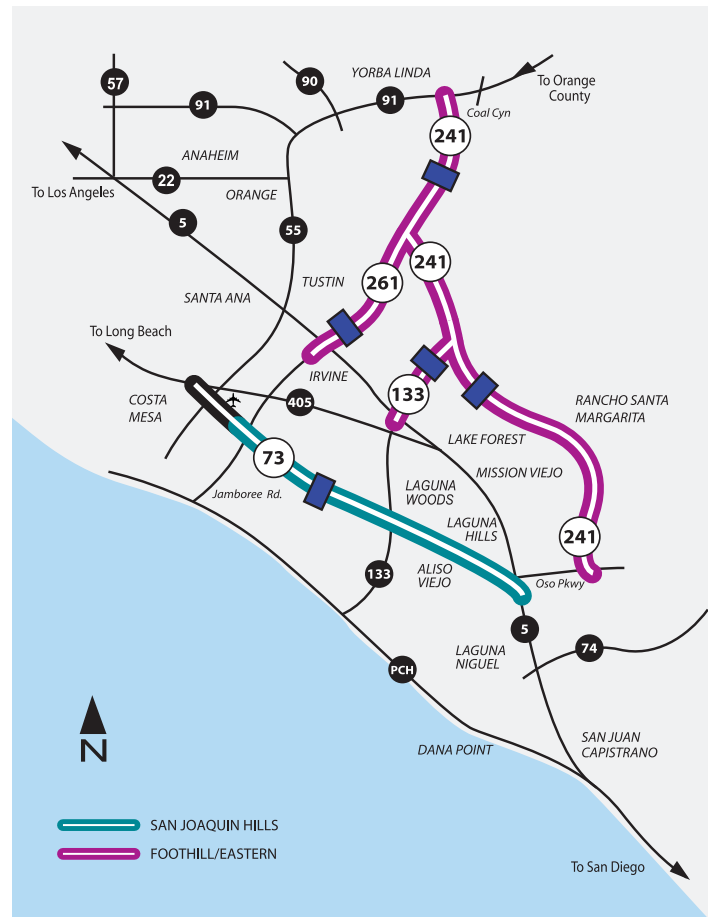 YORBA LINDA
To Orange
County
57
90
91
91
Coal Cyn
241
ANAHEIM
22
To Los Angeles
ORANGE
5
55
241
TUSTIN
261
SANTA ANA
To Long Beach
IRVINE
COSTA
MESA
405
133
RANCHO SANTA
MARGARITA
LAKE FOREST
73
MISSION VIEJO
Jamboree Rd.
LAGUNA
WOODS
LAGUNA
HILLS
241
ALISO
VIEJO
133
Oso Pkwy
5
LAGUNA
NIGUEL
74
PCH
N
DANA POINT
SAN JUAN
CAPISTRANO
SAN JOAQUIN HILLS
FOOTHILL/EASTERN
To San Diego